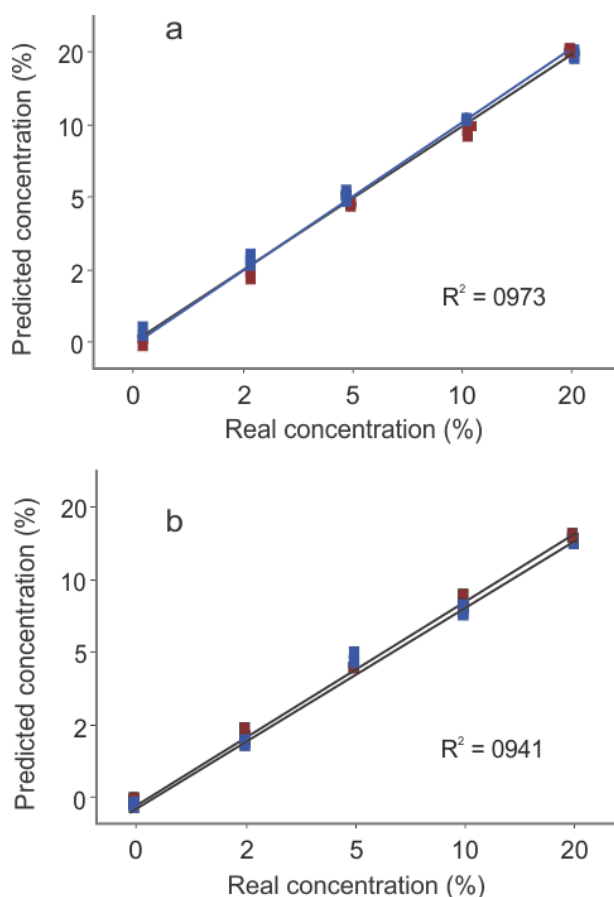 a
Predicted concentration (%)
20
10
5
2
0
R² = 0973
0 2 5 10 20
Real concentration (%)
b
Predicted concentration (%)
20
10
5
2
0
R² = 0941
0 2 5 10 20
Real concentration (%)